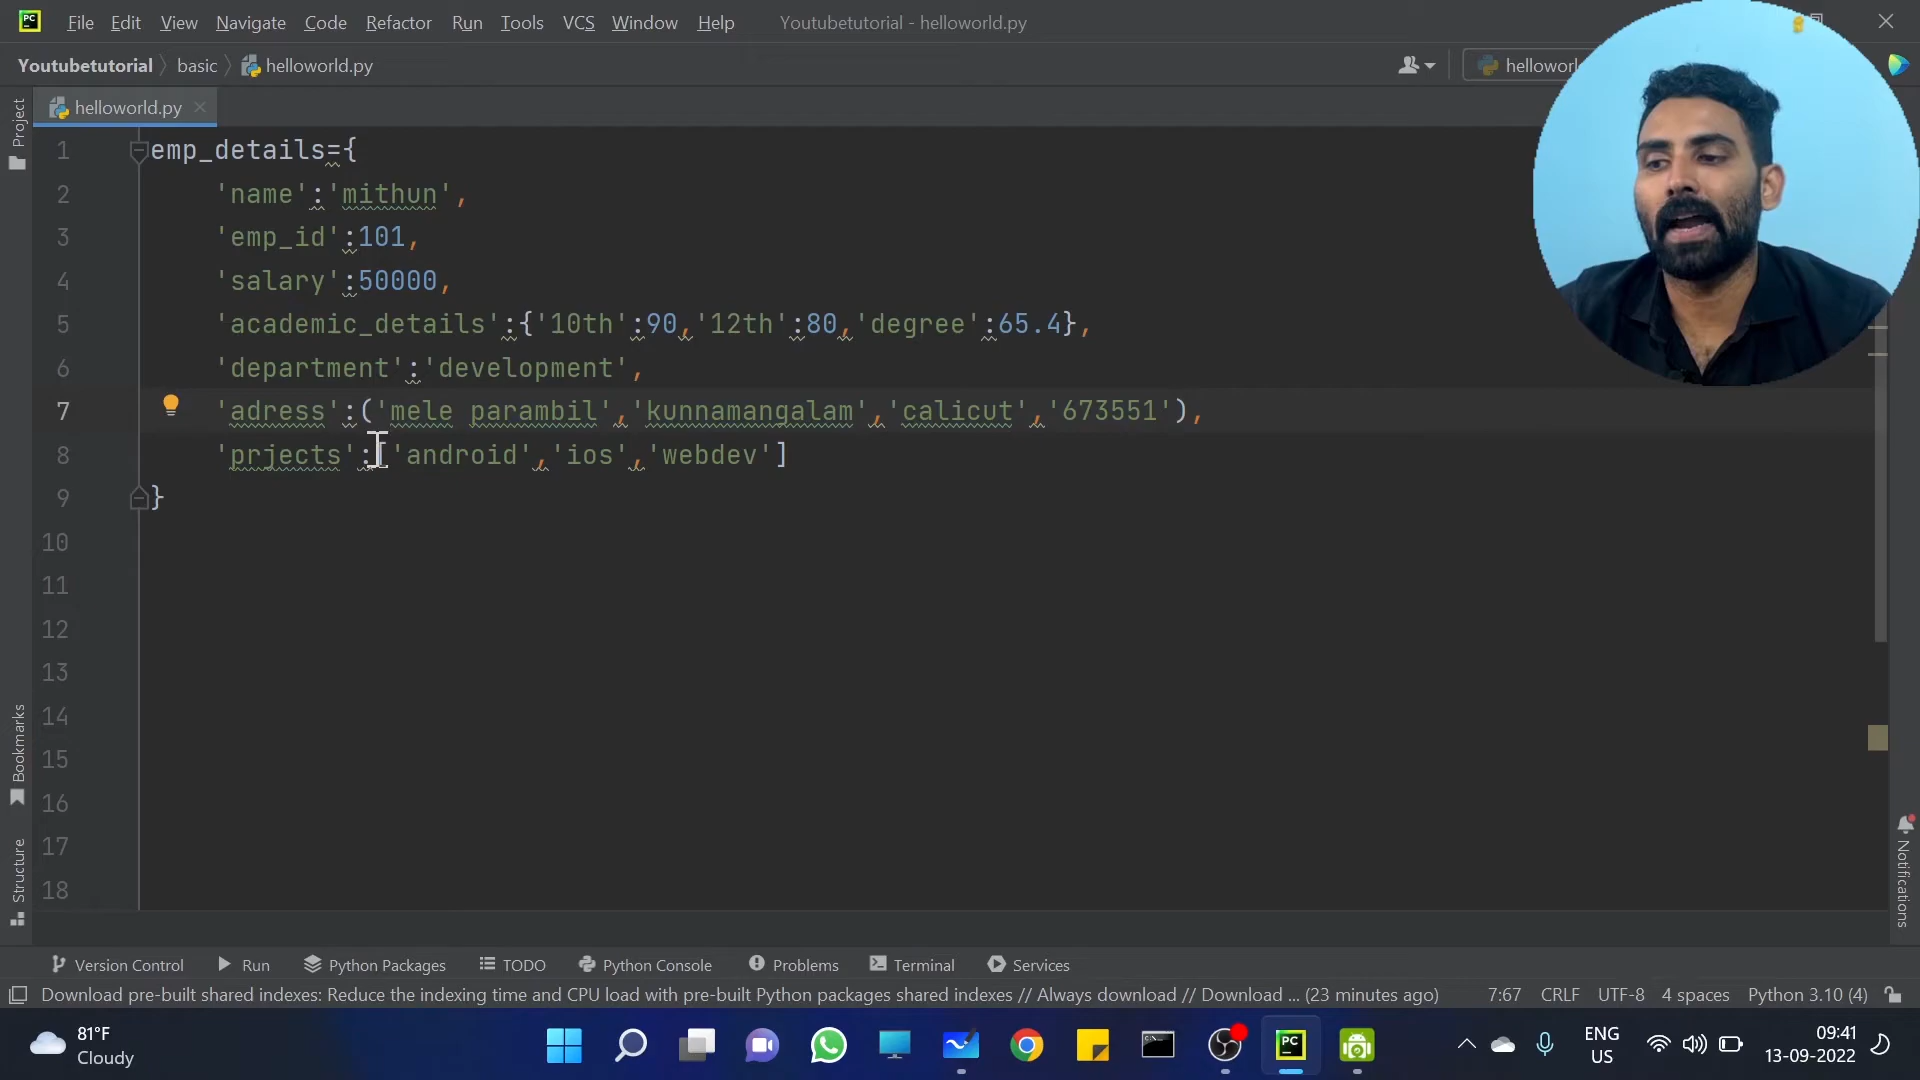 PC File Edit View Navigate Code Refactor Run Tools VCS Window Help Youtubetutorial - helloworld.py
Youtubetutorial basic helloworld.py
helloworld.py
Project
1 emp_details={
2 'name':'mithun',
3 'emp_id':101,
4 'salary':50000,
5 'academic_details':{'10th':90,'12th':80,'degree':65.4},
6 'department':'development',
7 'adress':('mele parambil','kunnamangalam','calicut','673551'),
8 'prjects':['android','ios','webdev']
9 }
10
11
12
13
14
15
16
17
18
Bookmarks
Structure
Notifications
Version Control Run Python Packages TODO Python Console Problems Terminal Services
Download pre-built shared indexes: Reduce the indexing time and CPU load with pre-built Python packages shared indexes // Always download // Download ... (23 minutes ago) 7:67 CRLF UTF-8 4 spaces Python 3.10 (4)
81°F
Cloudy
PC
ENG
US
09:41
13-09-2022